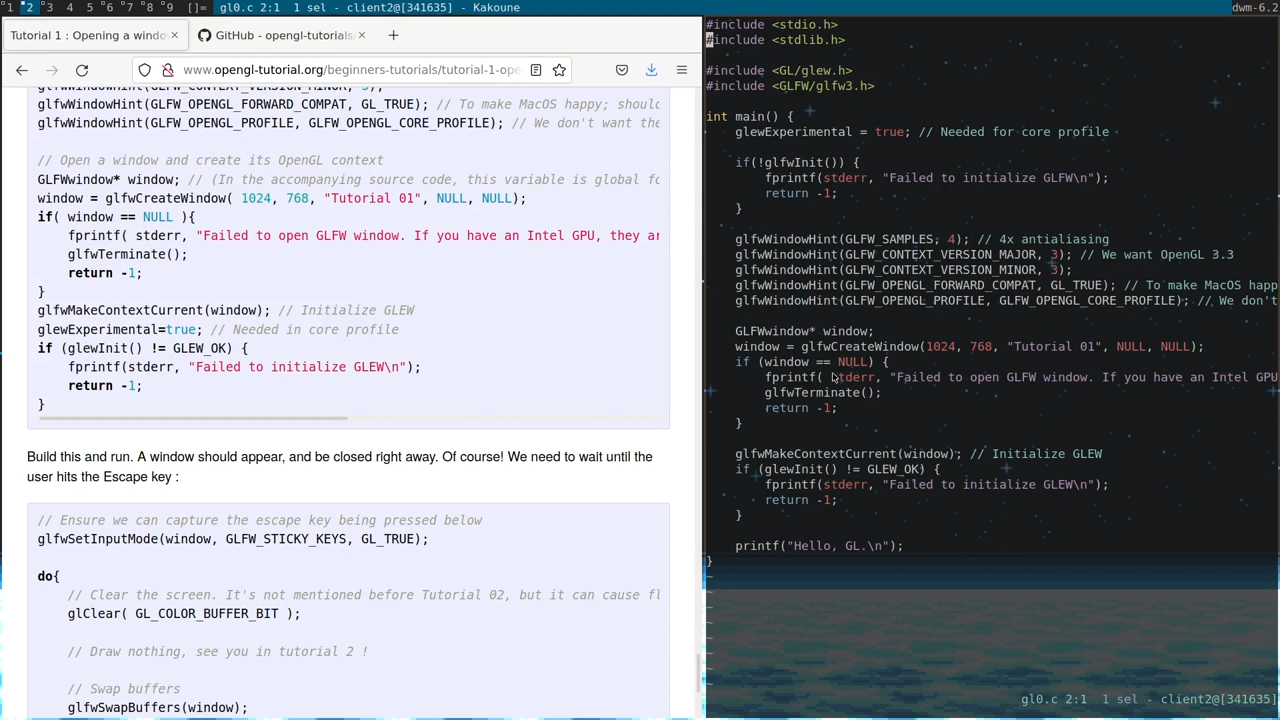 1 2 3 4 5 6 7 8 9 []= gl0.c 2:1 1 sel - client2@[341635] - Kakoune dwm-6.2
Tutorial 1 : Opening a windo × GitHub - opengl-tutorials × +
www.opengl-tutorial.org/beginners-tutorials/tutorial-1-ope
glfwWindowHint(GLFW_CONTEXT_VERSION_MINOR, 3);
glfwWindowHint(GLFW_OPENGL_FORWARD_COMPAT, GL_TRUE); // To make MacOS happy; shoul
glfwWindowHint(GLFW_OPENGL_PROFILE, GLFW_OPENGL_CORE_PROFILE); // We don't want the
// Open a window and create its OpenGL context
GLFWwindow* window; // (In the accompanying source code, this variable is global fo
window = glfwCreateWindow( 1024, 768, "Tutorial 01", NULL, NULL);
if( window == NULL ){
fprintf( stderr, "Failed to open GLFW window. If you have an Intel GPU, they ar
glfwTerminate();
return -1;
}
glfwMakeContextCurrent(window); // Initialize GLEW
glewExperimental=true; // Needed in core profile
if (glewInit() != GLEW_OK) {
fprintf(stderr, "Failed to initialize GLEW\n");
return -1;
}
Build this and run. A window should appear, and be closed right away. Of course! We need to wait until the
user hits the Escape key :
// Ensure we can capture the escape key being pressed below
glfwSetInputMode(window, GLFW_STICKY_KEYS, GL_TRUE);
do{
// Clear the screen. It's not mentioned before Tutorial 02, but it can cause fl
glClear( GL_COLOR_BUFFER_BIT );
// Draw nothing, see you in tutorial 2 !
// Swap buffers
glfwSwapBuffers(window);
#include <stdio.h>
#include <stdlib.h>
#include <GL/glew.h>
#include <GLFW/glfw3.h>
int main() {
glewExperimental = true; // Needed for core profile
if(!glfwInit()) {
fprintf(stderr, "Failed to initialize GLFW\n");
return -1;
}
glfwWindowHint(GLFW_SAMPLES, 4); // 4x antialiasing
glfwWindowHint(GLFW_CONTEXT_VERSION_MAJOR, 3); // We want OpenGL 3.3
glfwWindowHint(GLFW_CONTEXT_VERSION_MINOR, 3);
glfwWindowHint(GLFW_OPENGL_FORWARD_COMPAT, GL_TRUE); // To make MacOS happ
glfwWindowHint(GLFW_OPENGL_PROFILE, GLFW_OPENGL_CORE_PROFILE); // We don't
GLFWwindow* window;
window = glfwCreateWindow(1024, 768, "Tutorial 01", NULL, NULL);
if (window == NULL) {
fprintf( stderr, "Failed to open GLFW window. If you have an Intel GPU
glfwTerminate();
return -1;
}
glfwMakeContextCurrent(window); // Initialize GLEW
if (glewInit() != GLEW_OK) {
fprintf(stderr, "Failed to initialize GLEW\n");
return -1;
}
printf("Hello, GL.\n");
}
~
~
~
~
~
~
~
~
gl0.c 2:1 1 sel - client2@[341635]